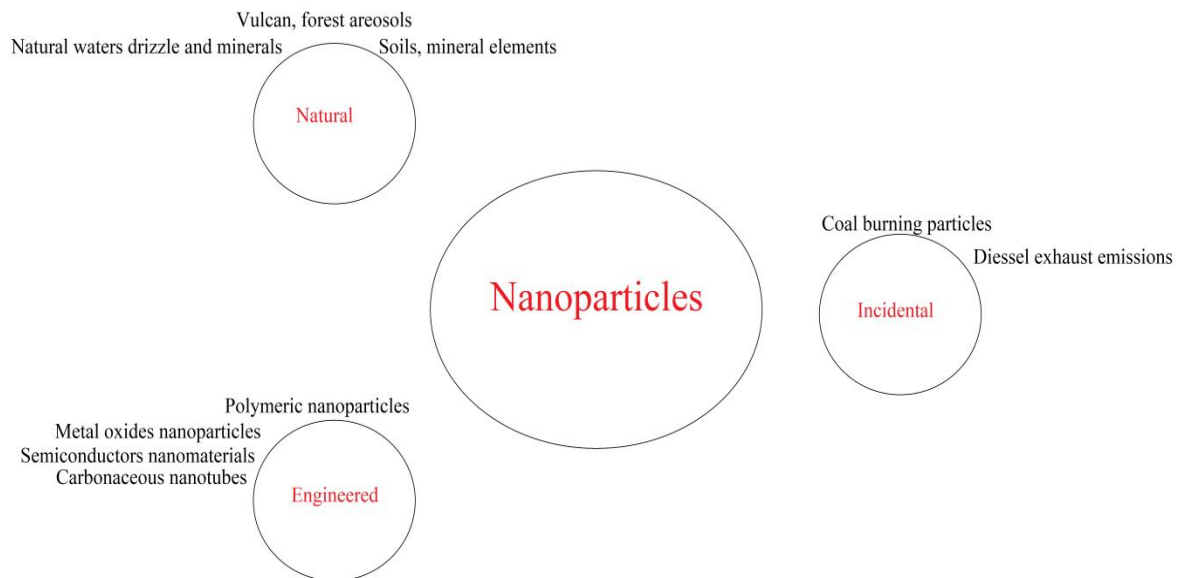 Vulcan, forest areosols
Natural waters drizzle and minerals
Soils, mineral elements
Natural
Nanoparticles
Coal burning particles
Diessel exhaust emissions
Incidental
Polymeric nanoparticles
Metal oxides nanoparticles
Semiconductors nanomaterials
Carbonaceous nanotubes
Engineered